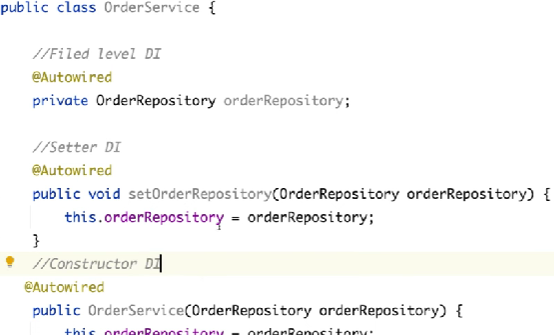 public class OrderService {
//Filed level DI
@Autowired
private OrderRepository orderRepository;
//Setter DI
@Autowired
public void setOrderRepository(OrderRepository orderRepository) {
this.orderRepository = orderRepository;
}
//Constructor DI
@Autowired
public OrderService(OrderRepository orderRepository) {
this.orderRepository = orderRepository;